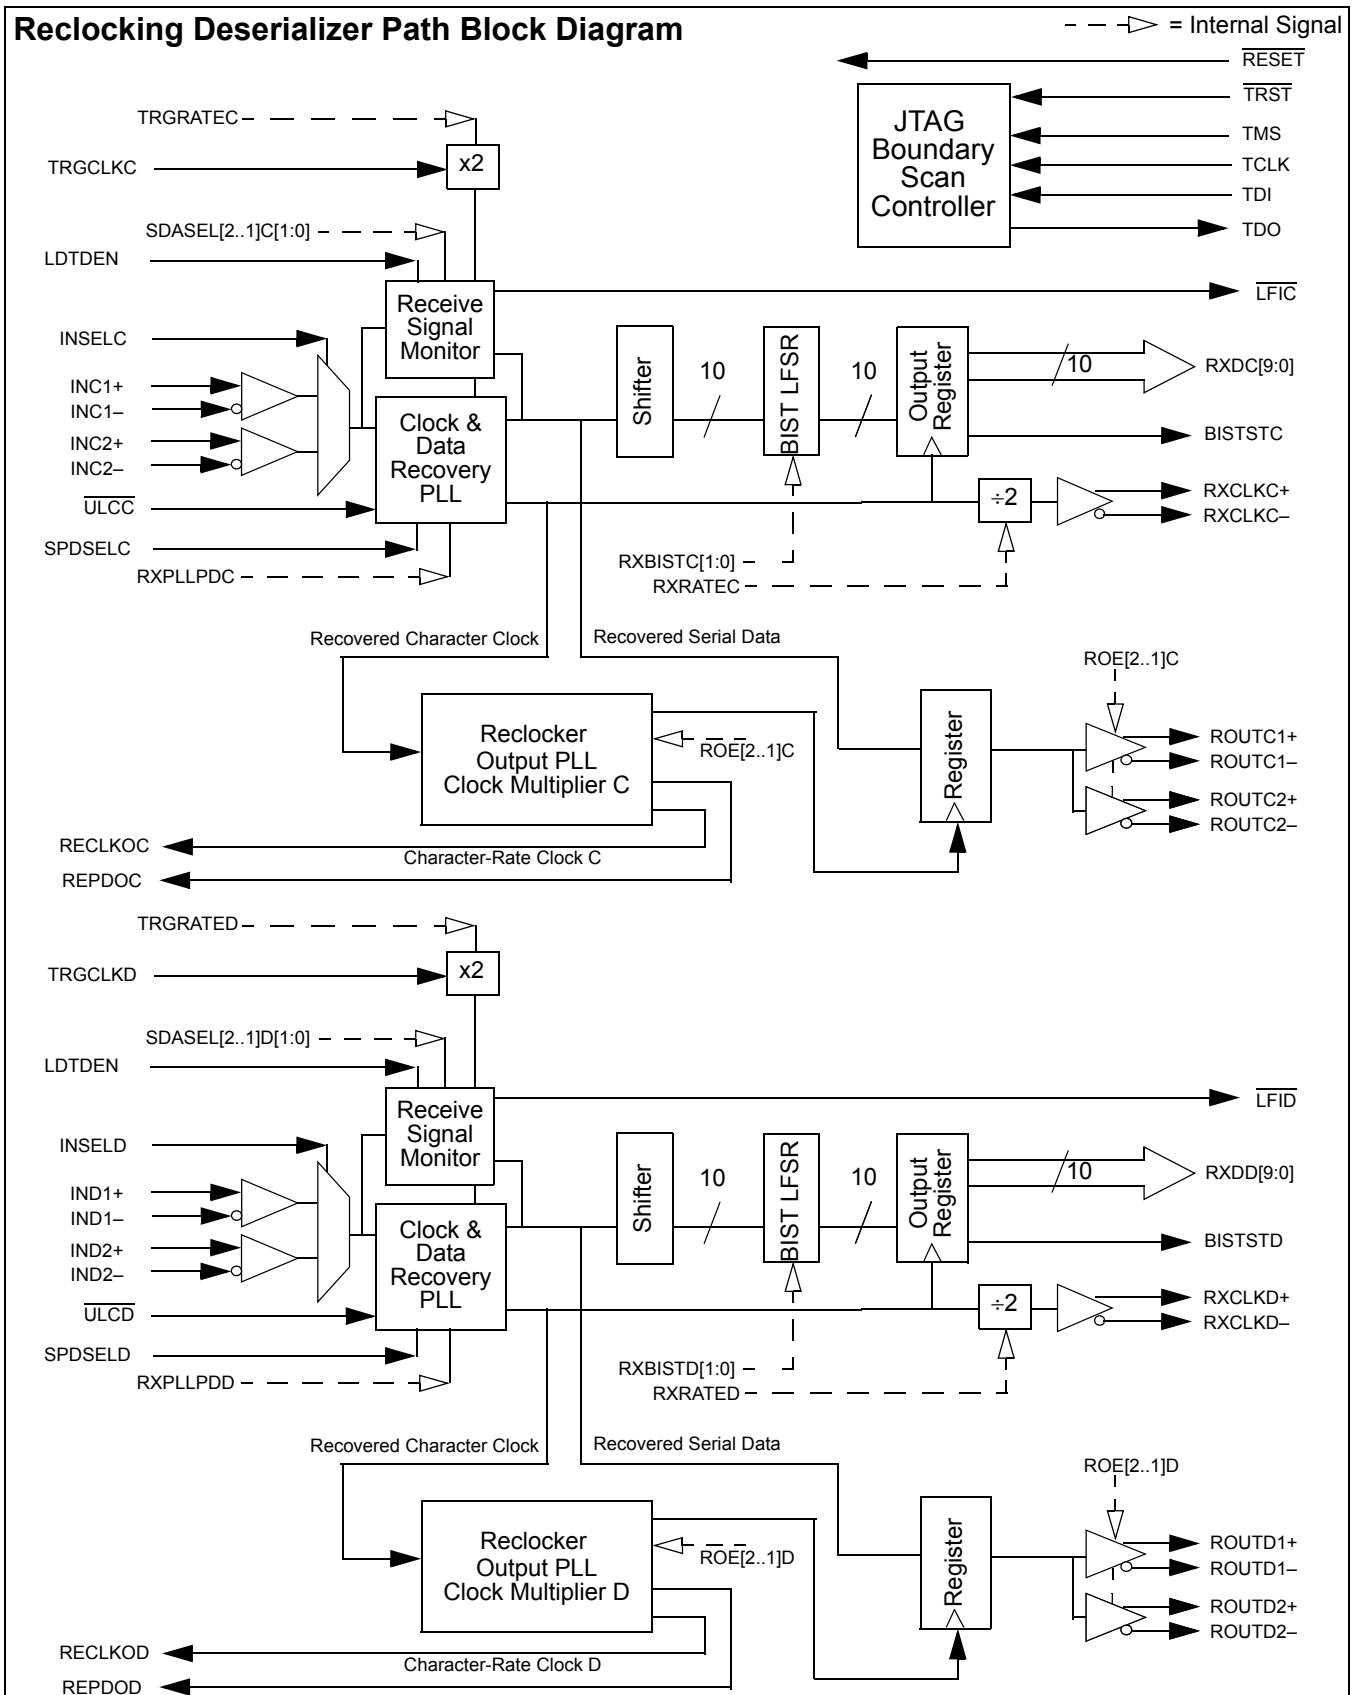 Reclocking Deserializer Path Block Diagram
= Internal Signal
RESET
TRST
TMS
TCLK
TDI
TDO
JTAG
Boundary
Scan
Controller
TRGRATEC
x2
TRGCLKC
SDASEL[2..1]C[1:0]
LDTDEN
Receive
Signal
Monitor
LFIC
INSELC
INC1+
INC1–
INC2+
INC2–
ULCC
SPDSELC
RXPLLPDC
Clock &
Data
Recovery
PLL
Shifter
10
BIST LFSR
10
Output
Register
10
RXDC[9:0]
BISTSTC
÷2
RXCLKC+
RXCLKC–
RXBISTC[1:0]
RXRATEC
Recovered Character Clock
Recovered Serial Data
ROE[2..1]C
Reclocker
Output PLL
Clock Multiplier C
ROE[2..1]C
Register
ROUTC1+
ROUTC1–
ROUTC2+
ROUTC2–
RECLKOC
Character-Rate Clock C
REPDOC
TRGRATED
x2
TRGCLKD
SDASEL[2..1]D[1:0]
LDTDEN
Receive
Signal
Monitor
LFID
INSELD
IND1+
IND1–
IND2+
IND2–
ULCD
SPDSELD
RXPLLPDD
Clock &
Data
Recovery
PLL
Shifter
10
BIST LFSR
10
Output
Register
10
RXDD[9:0]
BISTSTD
÷2
RXCLKD+
RXCLKD–
RXBISTD[1:0]
RXRATED
Recovered Character Clock
Recovered Serial Data
ROE[2..1]D
Reclocker
Output PLL
Clock Multiplier D
ROE[2..1]D
Register
ROUTD1+
ROUTD1–
ROUTD2+
ROUTD2–
RECLKOD
Character-Rate Clock D
REPDOD